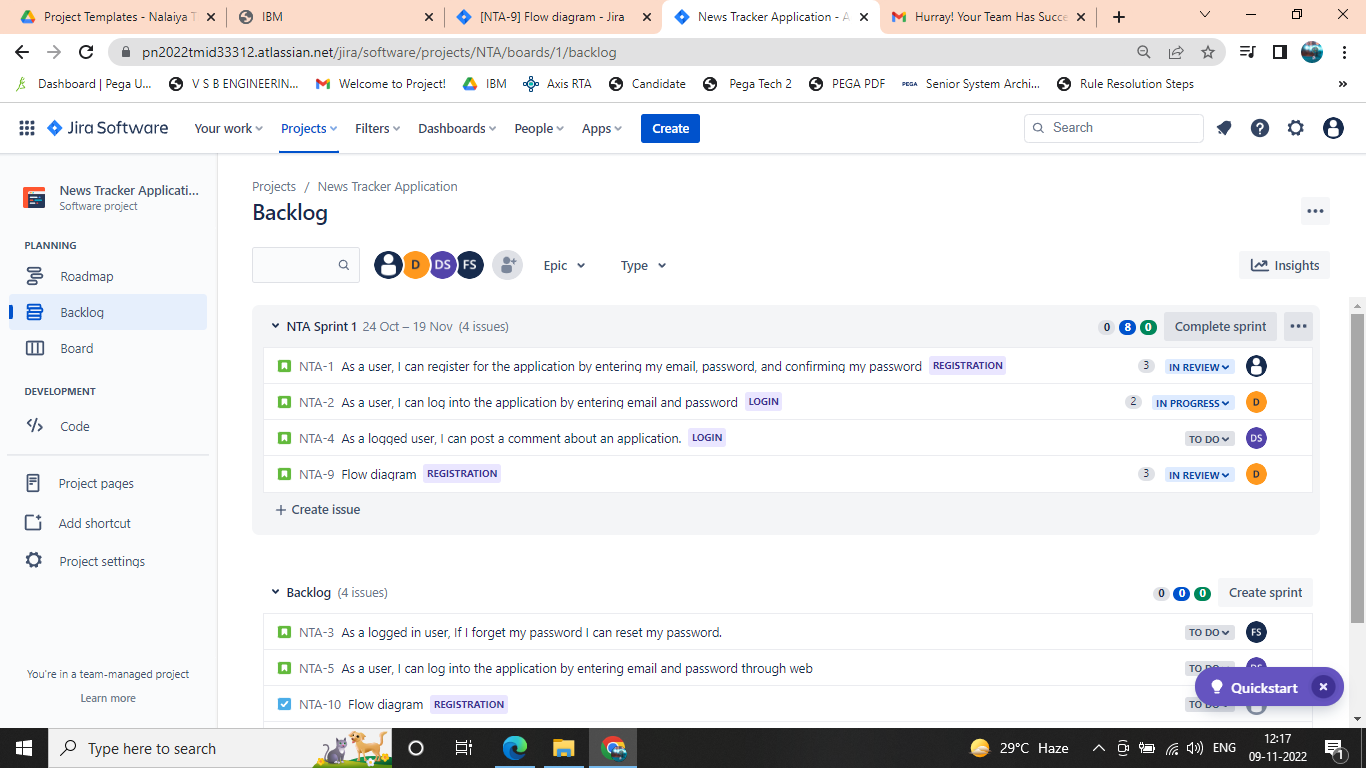 Project Templates - Nalaiya T
IBM
[NTA-9] Flow diagram - Jira
News Tracker Application - A
Hurray! Your Team Has Succe
pn2022tmid33312.atlassian.net/jira/software/projects/NTA/boards/1/backlog
Dashboard | Pega U...
V S B ENGINEERIN...
Welcome to Project!
IBM
Axis RTA
Candidate
Pega Tech 2
PEGA PDF
PEGA
Senior System Archi...
Rule Resolution Steps
»
Jira Software
Your work
Projects
Filters
Dashboards
People
Apps
Create
Search
News Tracker Applicati...
Software project
PLANNING
Roadmap
Backlog
Board
DEVELOPMENT
Code
Project pages
Add shortcut
Project settings
You're in a team-managed project
Learn more
Projects / News Tracker Application
Backlog
D DS FS
Epic
Type
Insights
NTA Sprint 1 24 Oct – 19 Nov (4 issues)
0 8 0
Complete sprint
NTA-1 As a user, I can register for the application by entering my email, password, and confirming my password REGISTRATION 3 IN REVIEW
NTA-2 As a user, I can log into the application by entering email and password LOGIN 2 IN PROGRESS D
NTA-4 As a logged user, I can post a comment about an application. LOGIN TO DO DS
NTA-9 Flow diagram REGISTRATION 3 IN REVIEW D
+ Create issue
Backlog (4 issues)
0 0 0
Create sprint
NTA-3 As a logged in user, If I forget my password I can reset my password. TO DO FS
NTA-5 As a user, I can log into the application by entering email and password through web
NTA-10 Flow diagram REGISTRATION
Quickstart
Type here to search
29°C Haze
ENG
12:17
09-11-2022
1